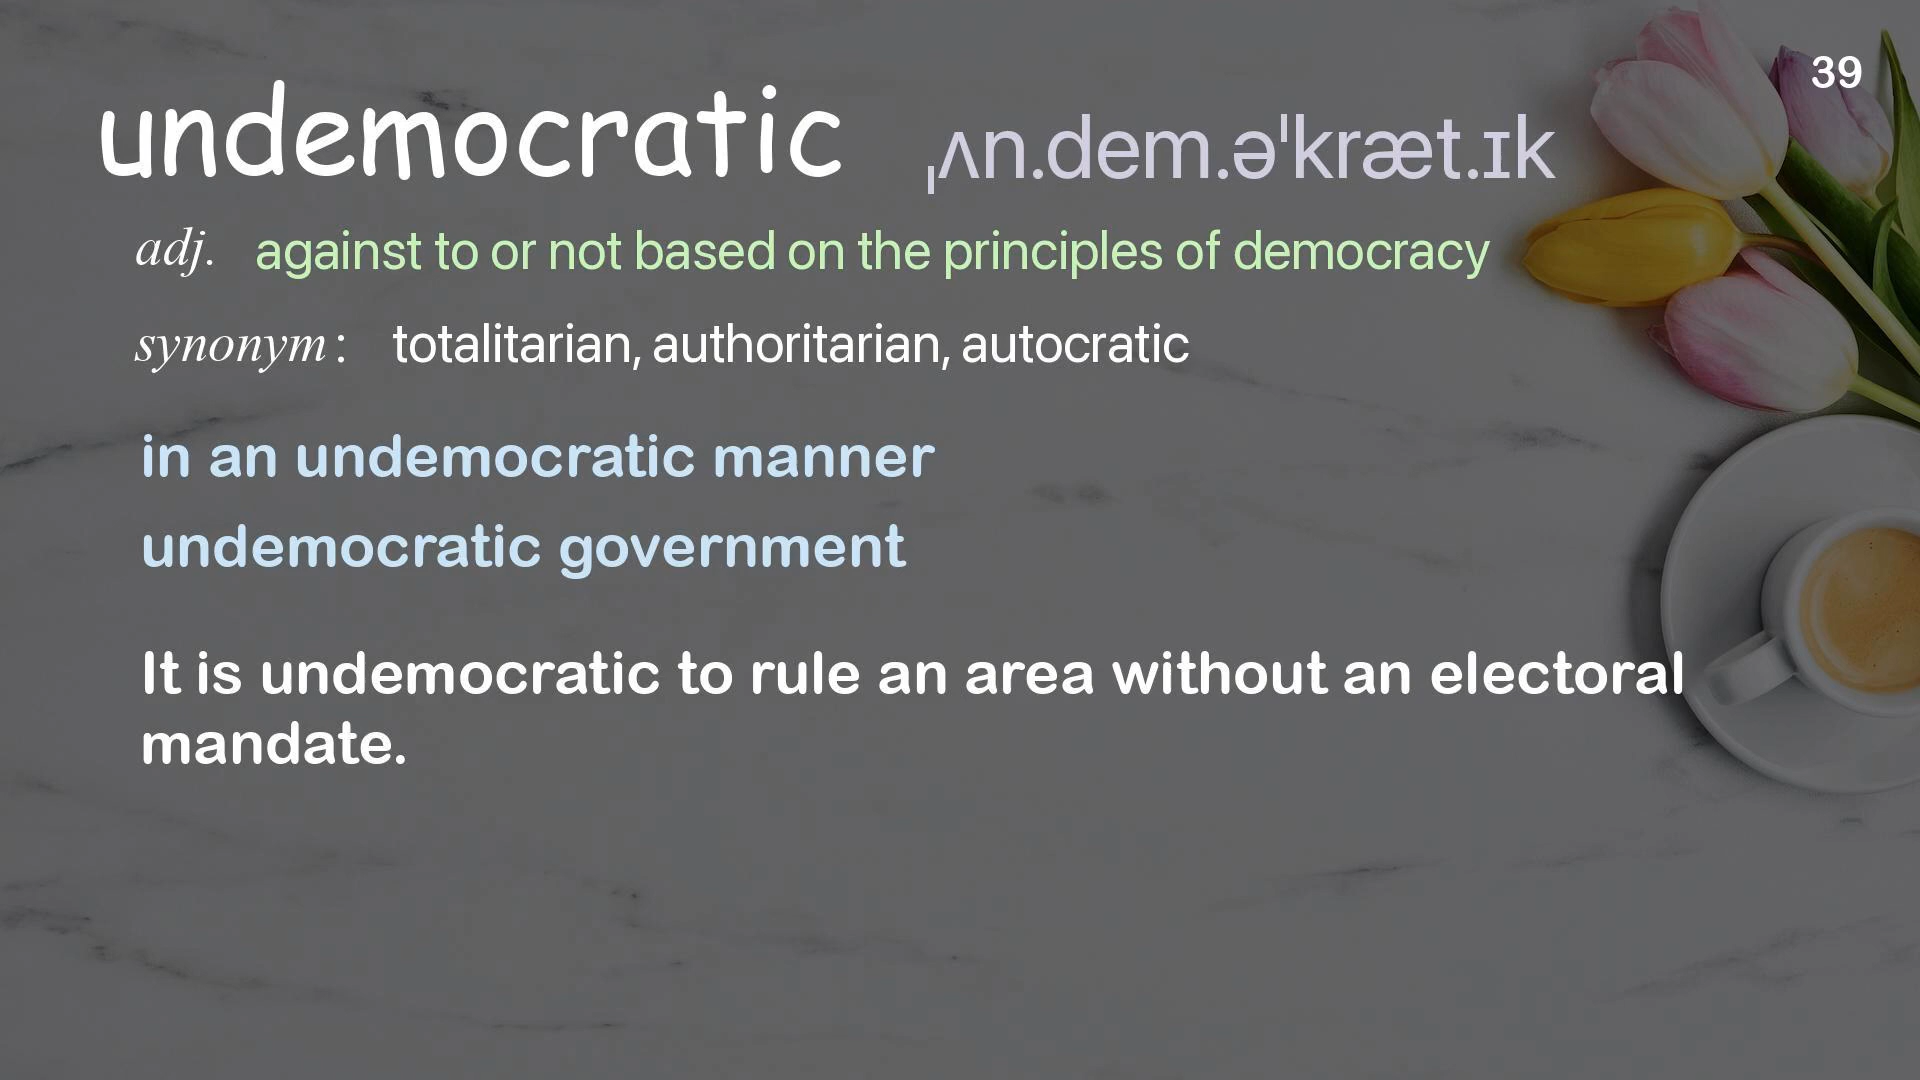 39
undemocratic ˌʌn.dem.əˈkræt.ɪk
adj. against to or not based on the principles of democracy
synonym: totalitarian, authoritarian, autocratic
in an undemocratic manner
undemocratic government
It is undemocratic to rule an area without an electoral
mandate.